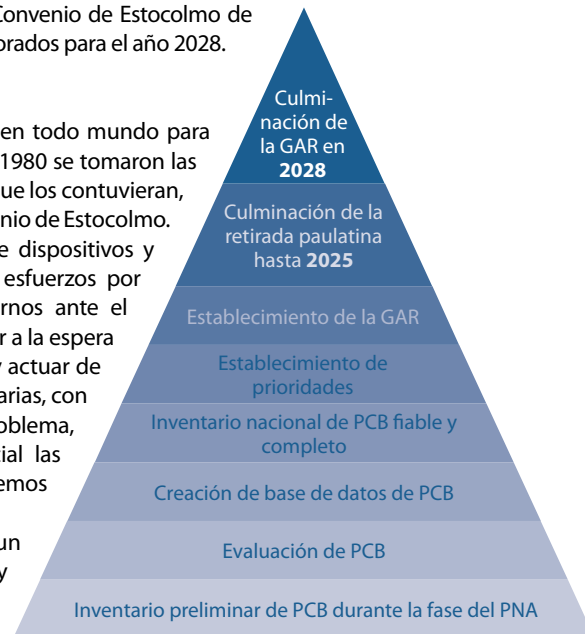 Convenio de Estocolmo de
orados para el año 2028.
en todo mundo para
1980 se tomaron las
ue los contuvieran,
nio de Estocolmo.
e dispositivos y
esfuerzos por
rnos ante el
r a la espera
y actuar de
arias, con
oblema,
ial las
emos
un
y
Culmi-
nación de
la GAR en
2028
Culminación de la
retirada paulatina
hasta 2025
Establecimiento de la GAR
Establecimiento de
prioridades
Inventario nacional de PCB fiable y
completo
Creación de base de datos de PCB
Evaluación de PCB
Inventario preliminar de PCB durante la fase del PNA